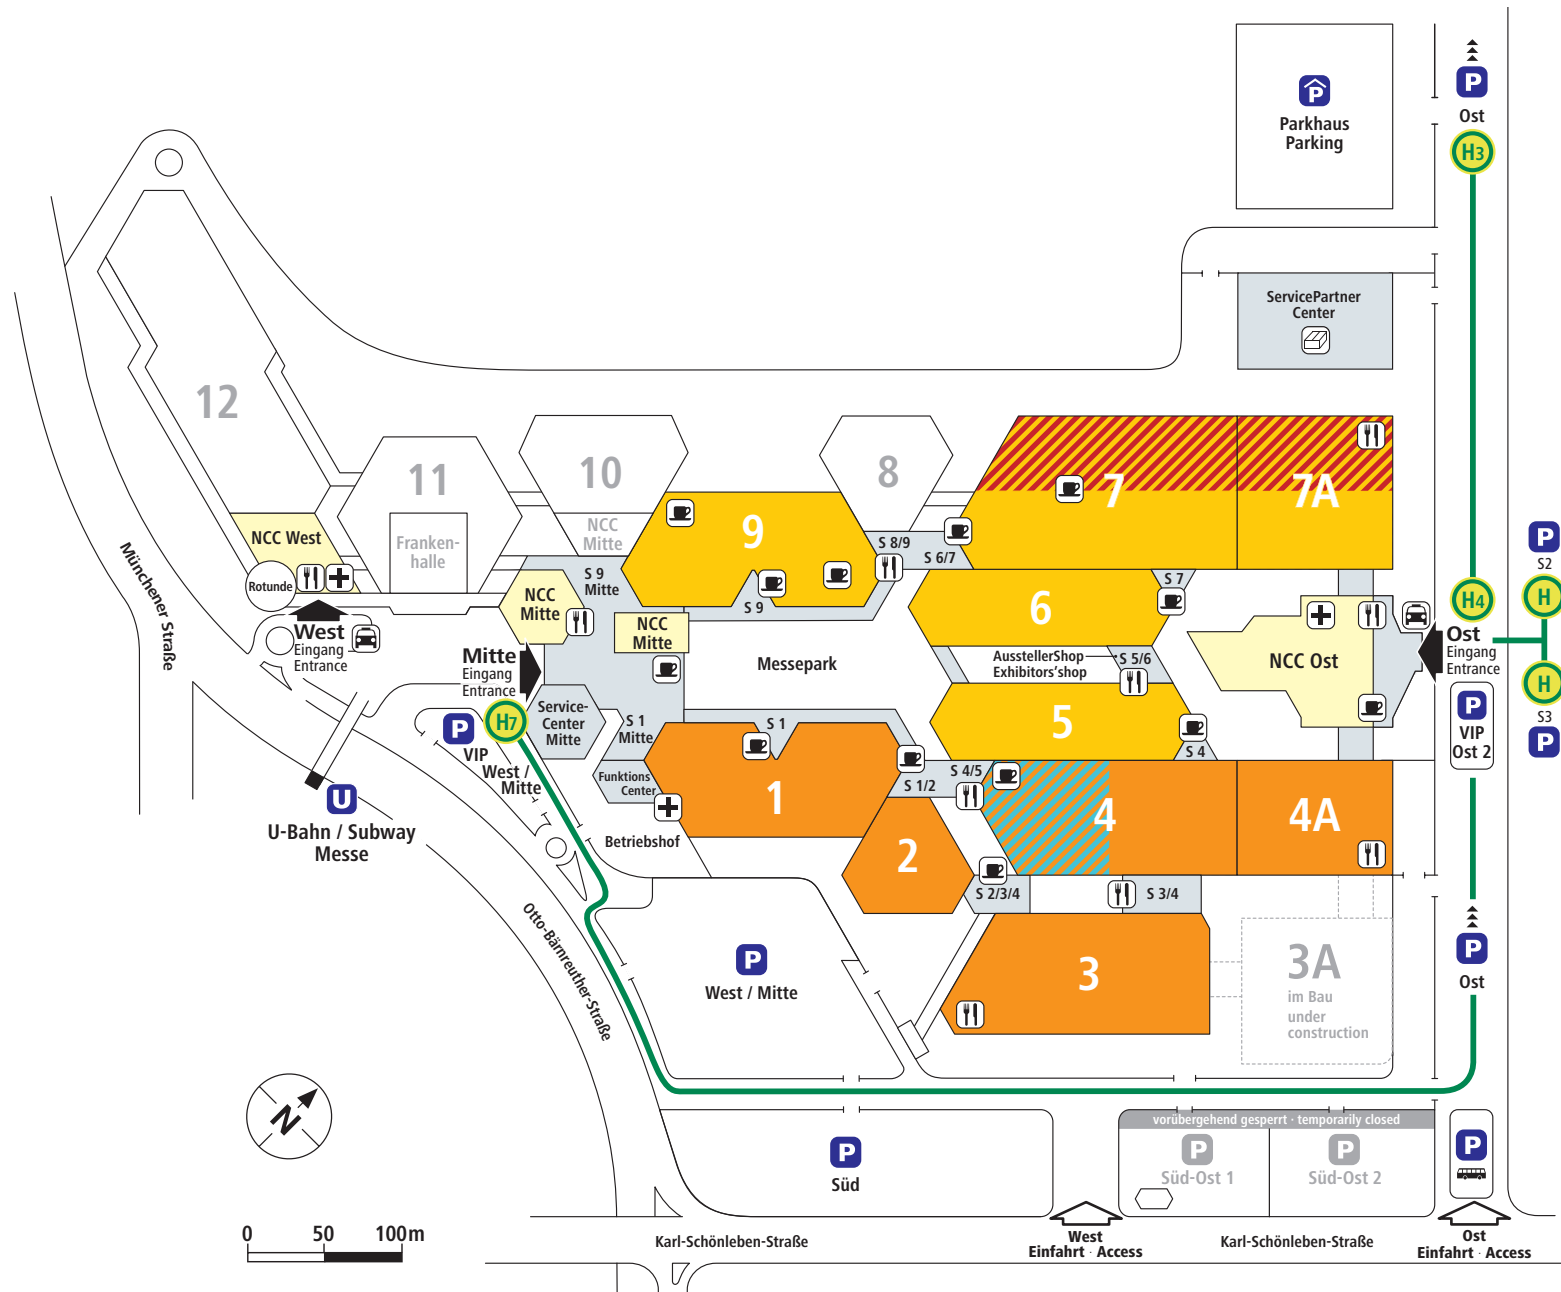 P
Ost
H3
P
Parkhaus
Parking
ServicePartner
Center
12
11
Franken-
halle
10
NCC
Mitte
8
9
7
7A
NCC West
Rotunde
West
Eingang
Entrance
Münchener Straße
S 9
Mitte
NCC
Mitte
NCC
Mitte
S 9
S 8/9
S 6/7
S 7
6
Messepark
AusstellerShop
Exhibitors'shop
S 5/6
5
S 4
NCC Ost
H4
Ost
Eingang
Entrance
P
S2
H
H
S3
P
P
VIP
Ost 2
Mitte
Eingang
Entrance
H7
P
VIP
West /
Mitte
Service-
Center
Mitte
S 1
Mitte
S 1
Funktions
Center
Betriebshof
U
U-Bahn / Subway
Messe
1
S 1/2
S 4/5
2
4
4A
S 2/3/4
S 3/4
3
3A
im Bau
under
construction
P
Ost
P
West / Mitte
Otto-Bärnreuther-Straße
N
0 50 100m
P
Süd
vorübergehend gesperrt · temporarily closed
P
Süd-Ost 1
P
Süd-Ost 2
P
Karl-Schönleben-Straße
West
Einfahrt · Access
Karl-Schönleben-Straße
Ost
Einfahrt · Access